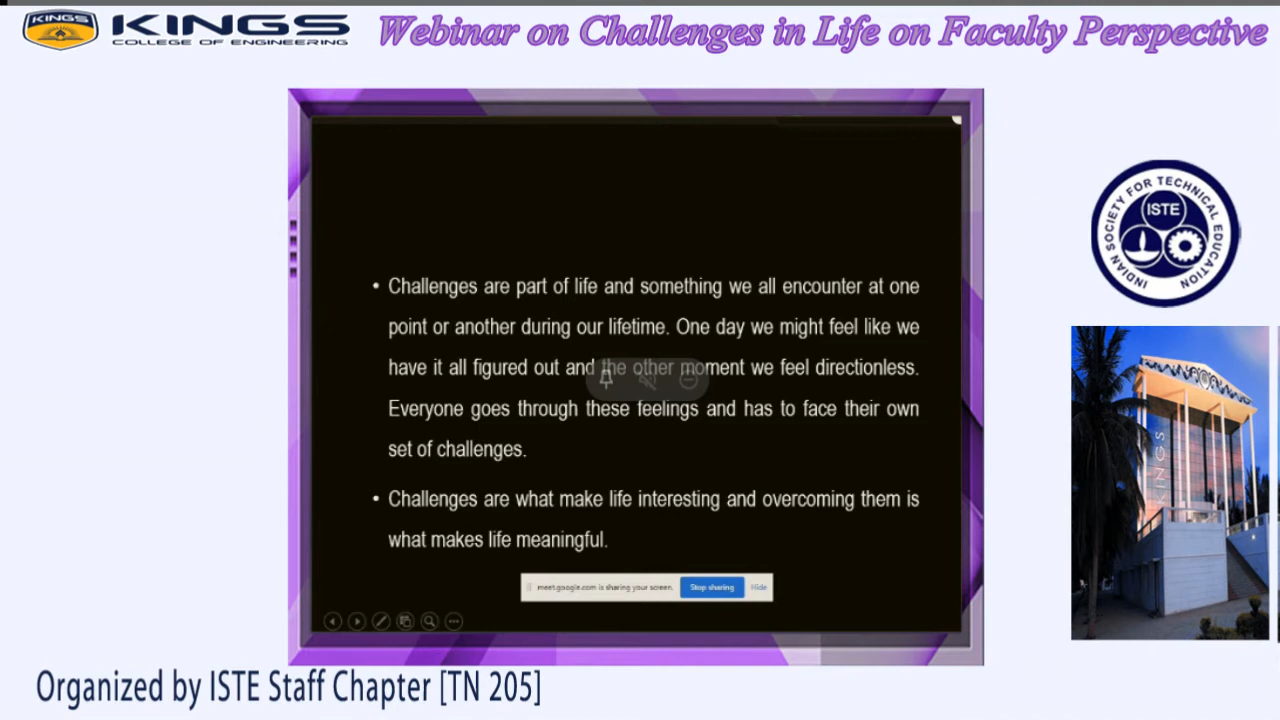 KINGS
KINGS
COLLEGE OF ENGINEERING
Webinar on Challenges in Life on Faculty Perspective
• Challenges are part of life and something we all encounter at one
point or another during our lifetime. One day we might feel like we
have it all figured out and the other moment we feel directionless.
Everyone goes through these feelings and has to face their own
set of challenges.
• Challenges are what make life interesting and overcoming them is
what makes life meaningful.
meet.google.com is sharing your screen.
Stop sharing
Hide
INDIAN SOCIETY FOR TECHNICAL EDUCATION
ISTE
KINGS
Organized by ISTE Staff Chapter [TN 205]